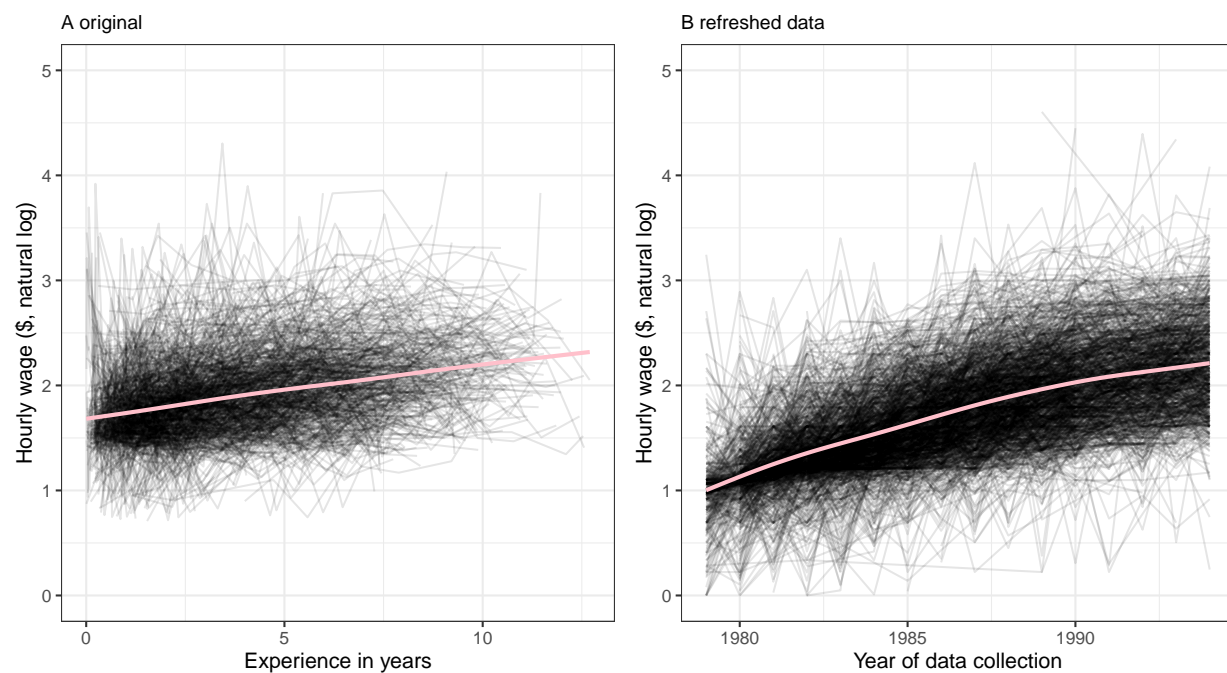 A original
5
4
3
2
1
0
Hourly wage ($, natural log)
0 5 10
Experience in years
B refreshed data
5
4
3
2
1
0
Hourly wage ($, natural log)
1980 1985 1990
Year of data collection